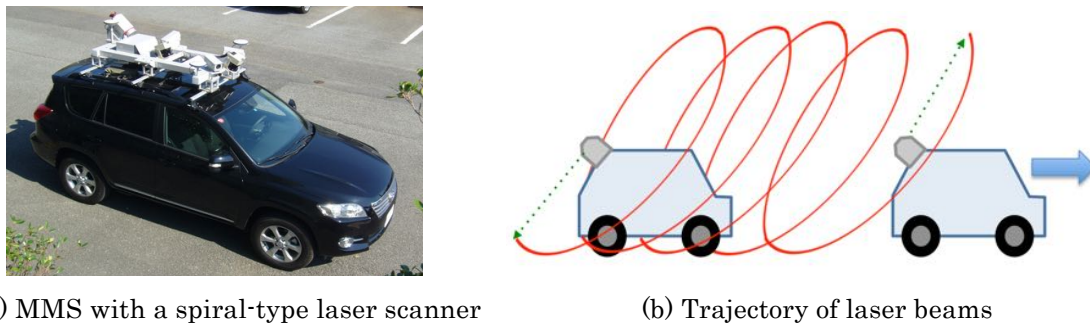 ) MMS with a spiral-type laser scanner
(b) Trajectory of laser beams